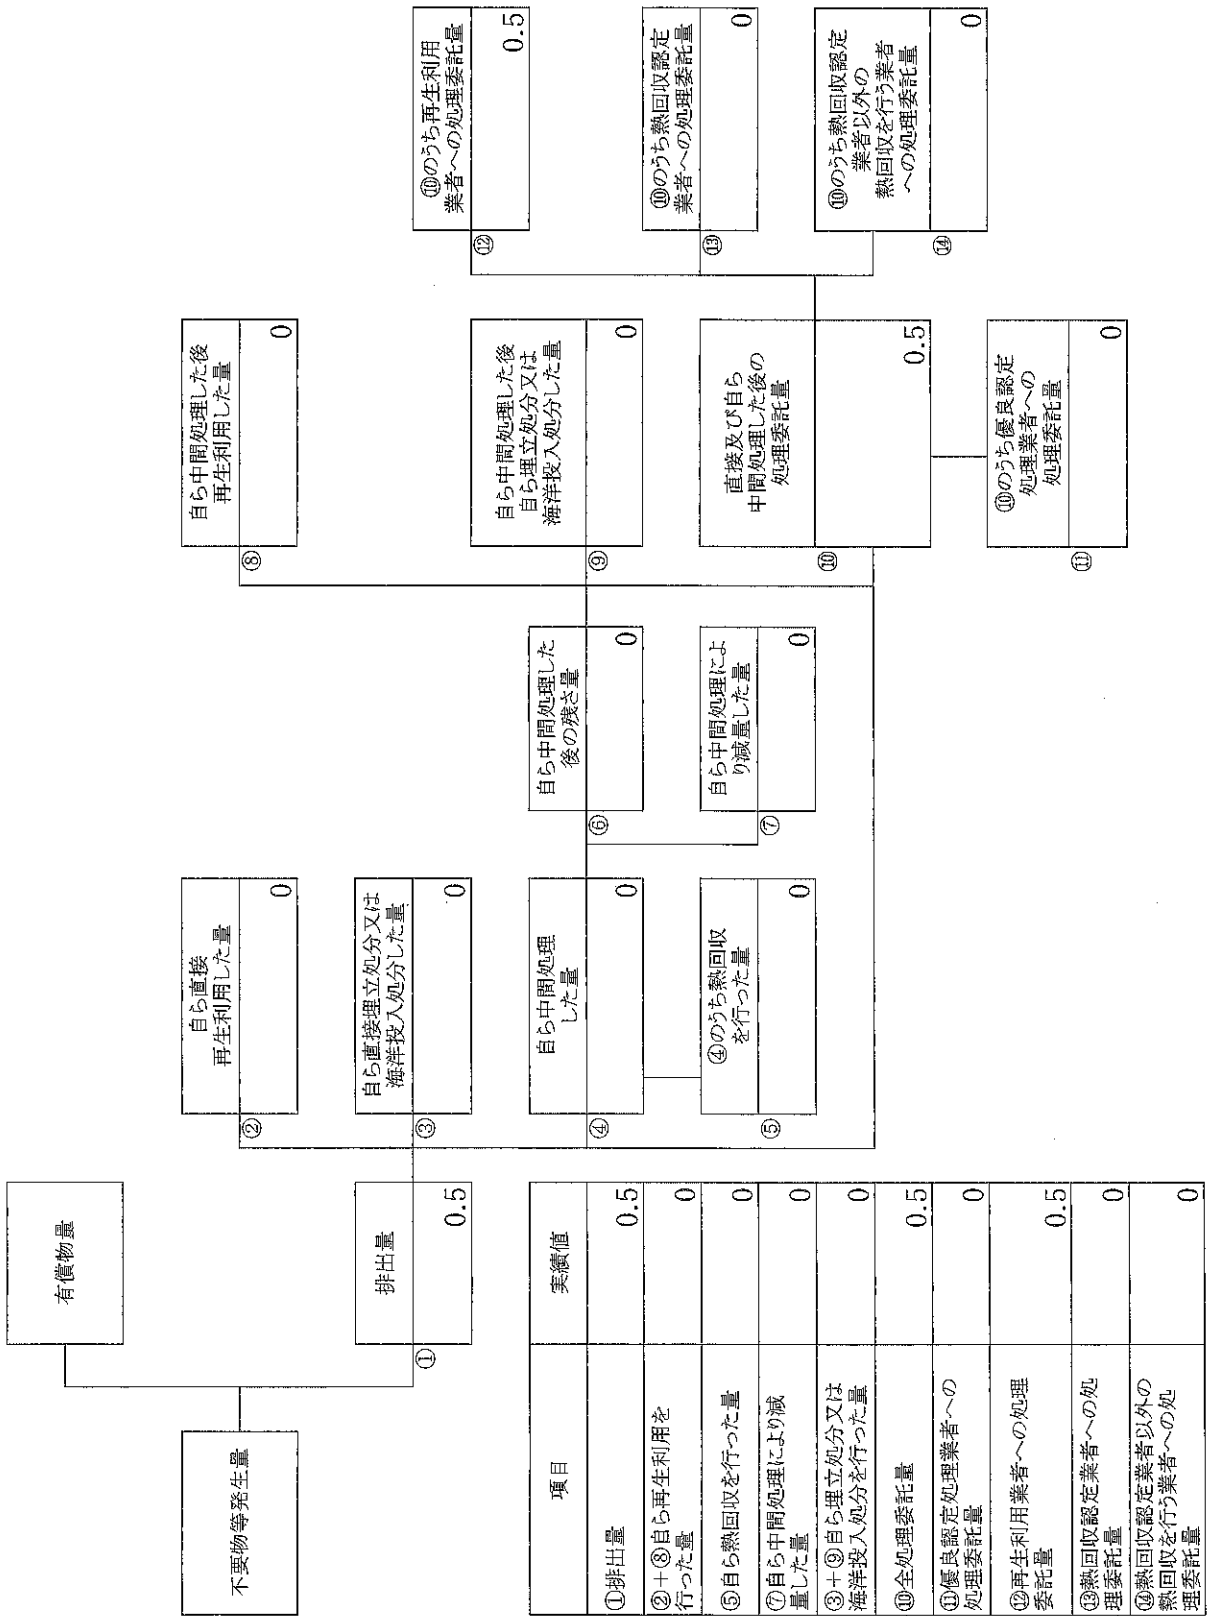 不要物等発生量
有償物量
排出量
①
0.5
自ら直接
再生利用した量
②
0
自ら直接埋立処分又は
海洋投入処分した量
③
0
自ら中間処理
した量
④
0
④のうち熱回収
を行った量
⑤
0
自ら中間処理した
後の残さ量
⑥
0
自ら中間処理によ
り減量した量
⑦
0
自ら中間処理した後
再生利用した量
⑧
0
自ら中間処理した後
自ら埋立処分又は
海洋投入処分した量
⑨
0
直接及び自ら
中間処理した後の
処理委託量
⑩
0.5
⑩のうち優良認定
処理業者への
処理委託量
⑪
0
⑩のうち再生利用
業者への処理委託量
⑫
0.5
⑩のうち熱回収認定
業者への処理委託量
⑬
0
⑩のうち熱回収認定
業者以外の
熱回収を行う業者
への処理委託量
⑭
0
項目 実績値
①排出量 0.5
②+⑧自ら再生利用を
行った量 0
⑤自ら熱回収を行った量 0
⑦自ら中間処理により減
量した量 0
③+⑨自ら埋立処分又は
海洋投入処分を行った量 0
⑩全処理委託量 0.5
⑪優良認定処理業者への
処理委託量 0
⑫再生利用業者への処理
委託量 0.5
⑬熱回収認定業者への処
理委託量 0
⑭熱回収認定業者以外の
熱回収を行う業者への処
理委託量 0